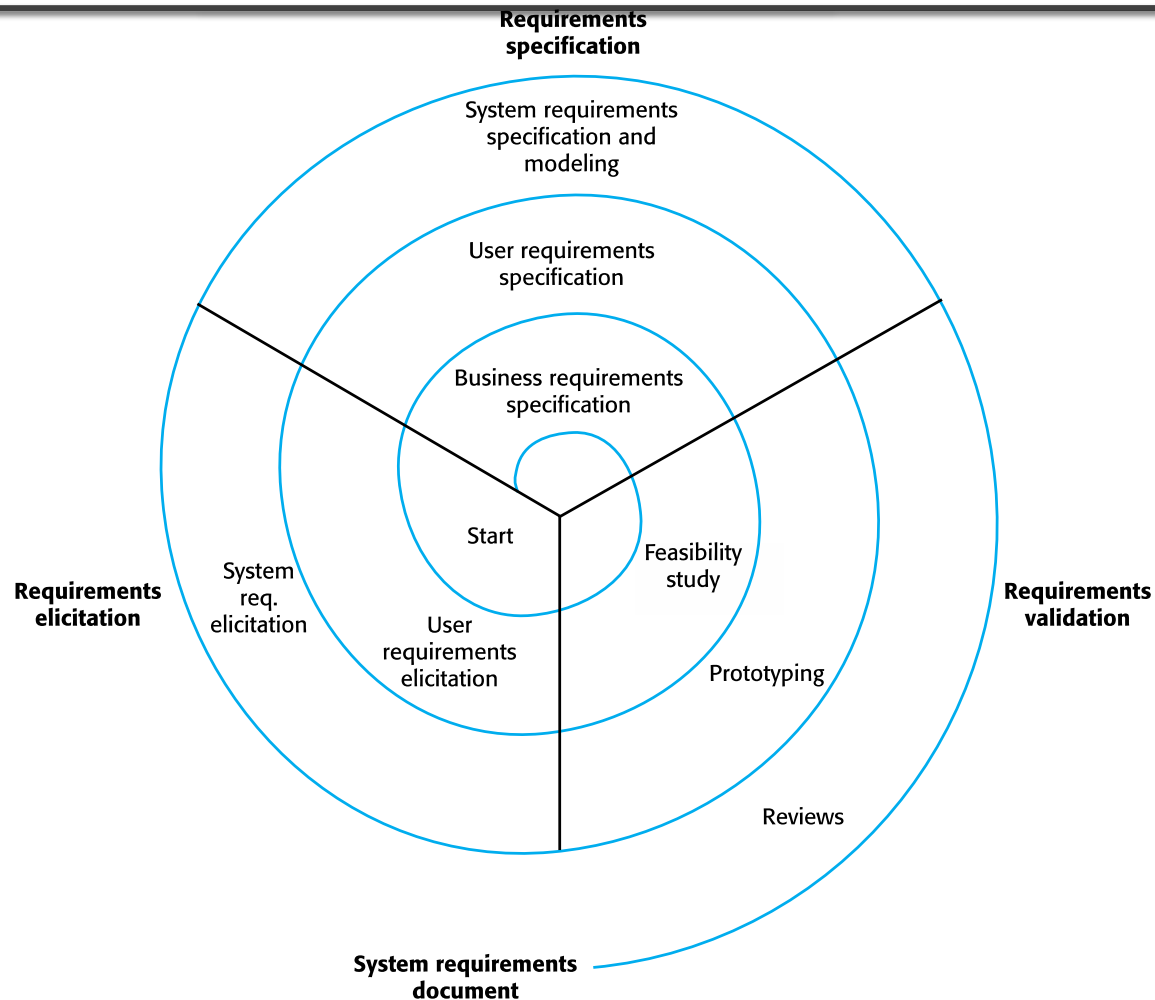 Requirements
specification
System requirements
specification and
modeling
User requirements
specification
Business requirements
specification
Start
Feasibility
study
System
req.
elicitation
Requirements
elicitation
Requirements
validation
User
requirements
elicitation
Prototyping
Reviews
System requirements
document